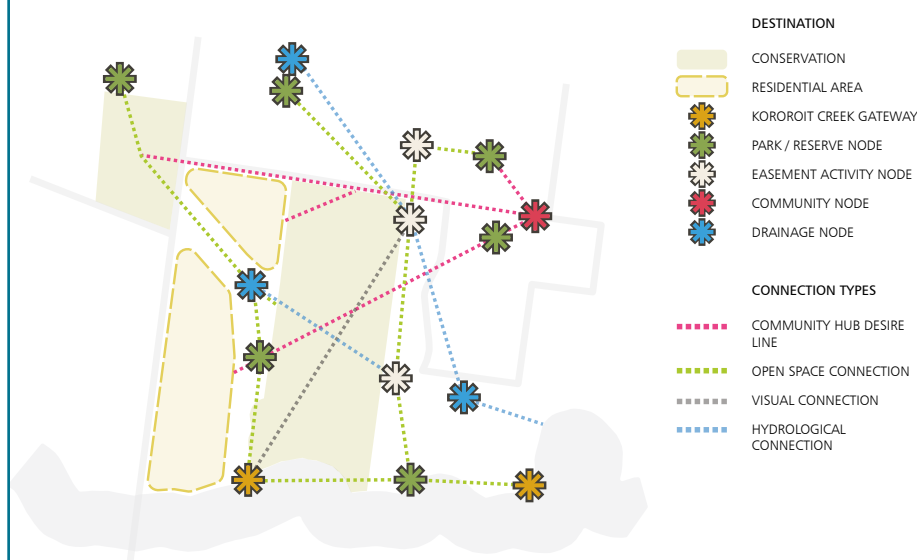 DESTINATION
CONSERVATION
RESIDENTIAL AREA
KOROROIT CREEK GATEWAY
PARK / RESERVE NODE
EASEMENT ACTIVITY NODE
COMMUNITY NODE
DRAINAGE NODE
CONNECTION TYPES
COMMUNITY HUB DESIRE
LINE
OPEN SPACE CONNECTION
VISUAL CONNECTION
HYDROLOGICAL
CONNECTION